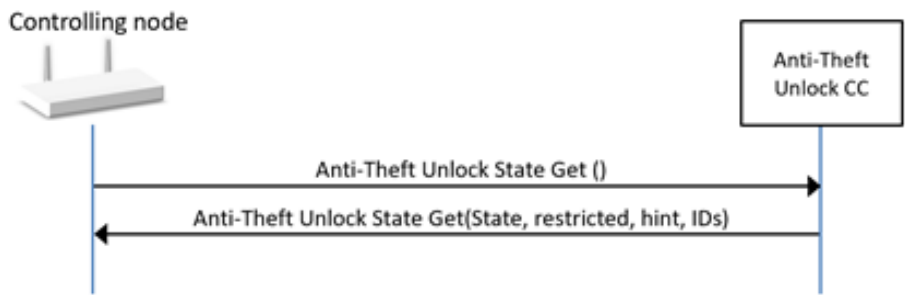 Controlling node
Anti-Theft
Unlock CC
Anti-Theft Unlock State Get ()
Anti-Theft Unlock State Get(State, restricted, hint, IDs)